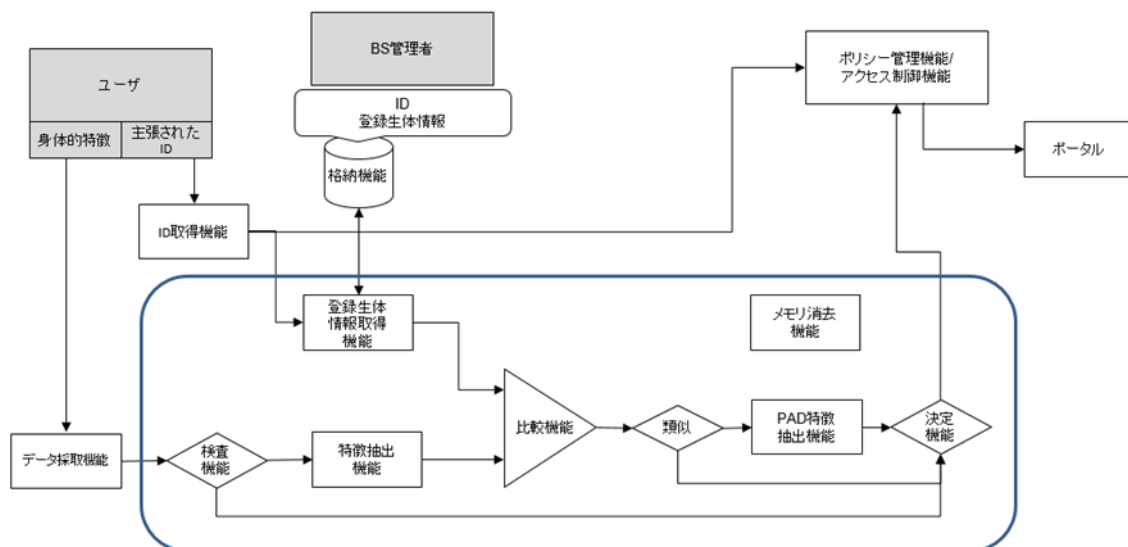 BS管理者
ユーザ
身体的特徴
主張された
ID
ID
登録生体情報
格納機能
ポリシー管理機能/
アクセス制御機能
ポータル
ID取得機能
登録生体
情報取得
機能
メモリ消去
機能
データ採取機能
検査
機能
特徴抽出
機能
比較機能
類似
PAD特徴
抽出機能
決定
機能